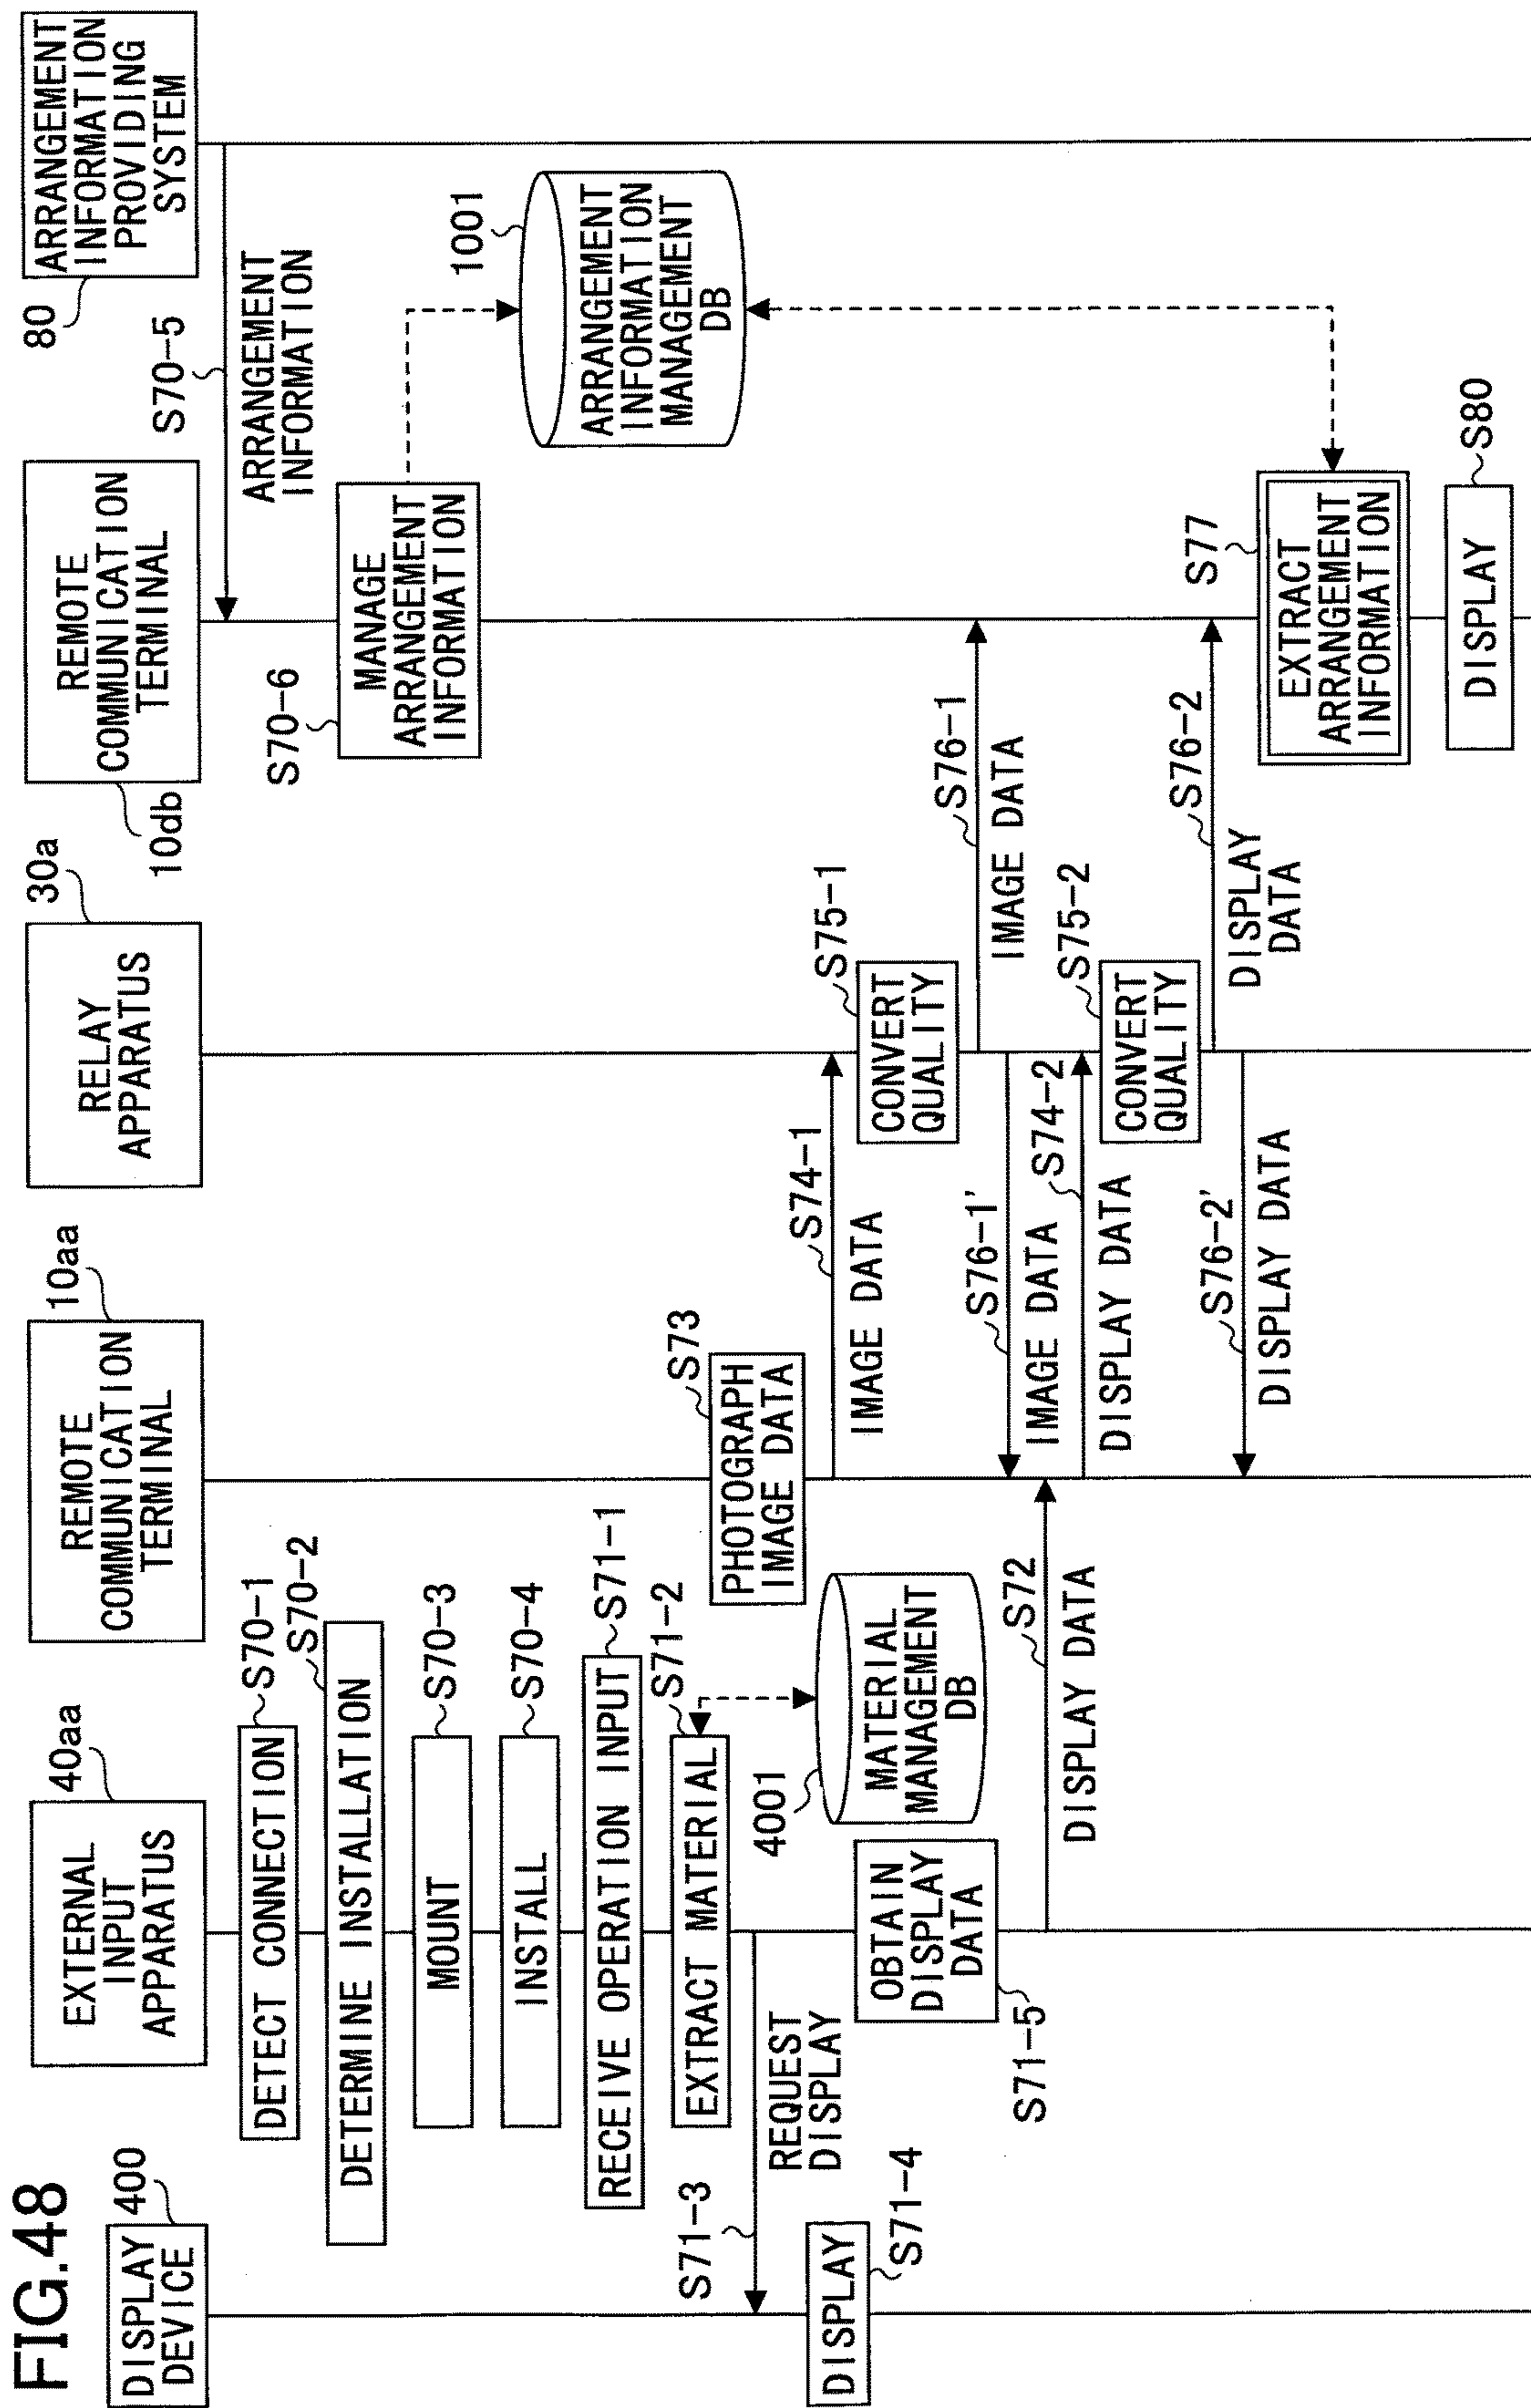 FIG.48
DISPLAY
DEVICE
400
EXTERNAL
INPUT
APPARATUS
40aa
REMOTE
COMMUNICATION
TERMINAL
10aa
RELAY
APPARATUS
30a
REMOTE
COMMUNICATION
TERMINAL
10db
ARRANGEMENT
INFORMATION
PROVIDING
SYSTEM
80
S70-5
ARRANGEMENT
INFORMATION
DETECT CONNECTION
S70-1
DETERMINE INSTALLATION
S70-2
MOUNT
S70-3
INSTALL
S70-4
S70-6
MANAGE
ARRANGEMENT
INFORMATION
1001
ARRANGEMENT
INFORMATION
MANAGEMENT
DB
RECEIVE OPERATION INPUT
S71-1
EXTRACT MATERIAL
S71-2
PHOTOGRAPH
IMAGE DATA
S73
S71-3
REQUEST
DISPLAY
4001
MATERIAL
MANAGEMENT
DB
S74-1
IMAGE DATA
DISPLAY
S71-4
OBTAIN
DISPLAY
DATA
S71-5
CONVERT
QUALITY
S75-1
S76-1
IMAGE DATA
S76-1'
IMAGE DATA
S72
DISPLAY DATA
S74-2
DISPLAY DATA
CONVERT
QUALITY
S75-2
S76-2
DISPLAY
DATA
S76-2'
DISPLAY DATA
S77
EXTRACT
ARRANGEMENT
INFORMATION
DISPLAY
S80